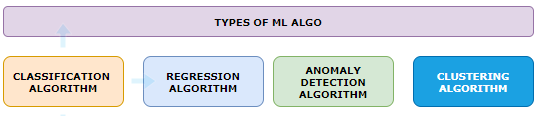 TYPES OF ML ALGO
CLASSIFICATION
ALGORITHM
REGRESSION
ALGORITHM
ANOMALY
DETECTION
ALGORITHM
CLUSTERING
ALGORITHM